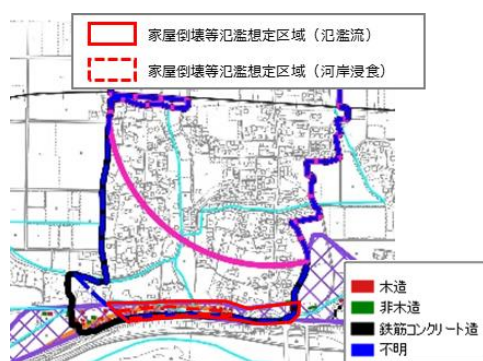 家屋倒壊等氾濫想定区域（氾濫流）
家屋倒壊等氾濫想定区域（河岸浸食）
木造
非木造
鉄筋コンクリート造
不明